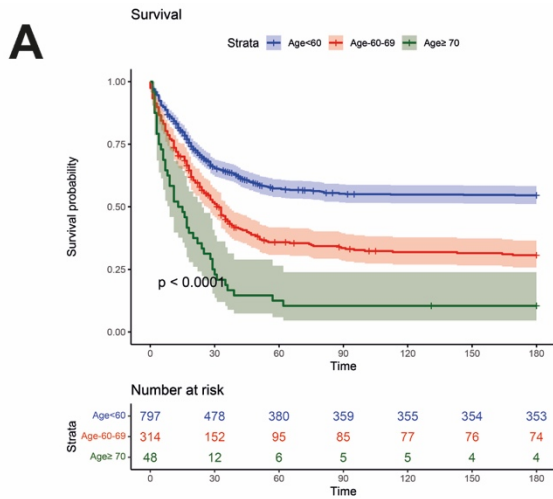 A
Survival
Strata Age<60 Age-60-69 Age≥ 70
Survival probability
1.00
0.75
0.50
0.25
0.00
p < 0.0001
0 30 60 90 120 150 180
Time
Number at risk
Strata
Age<60 797 478 380 359 355 354 353
Age-60-69 314 152 95 85 77 76 74
Age≥ 70 48 12 6 5 5 4 4
0 30 60 90 120 150 180
Time